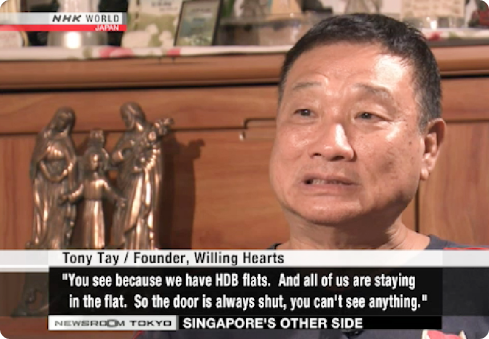 NHK WORLD
JAPAN
Tony Tay / Founder, Willing Hearts
"You see because we have HDB flats. And all of us are staying
in the flat. So the door is always shut, you can't see anything."
NEWSROOM TOKYO SINGAPORE'S OTHER SIDE